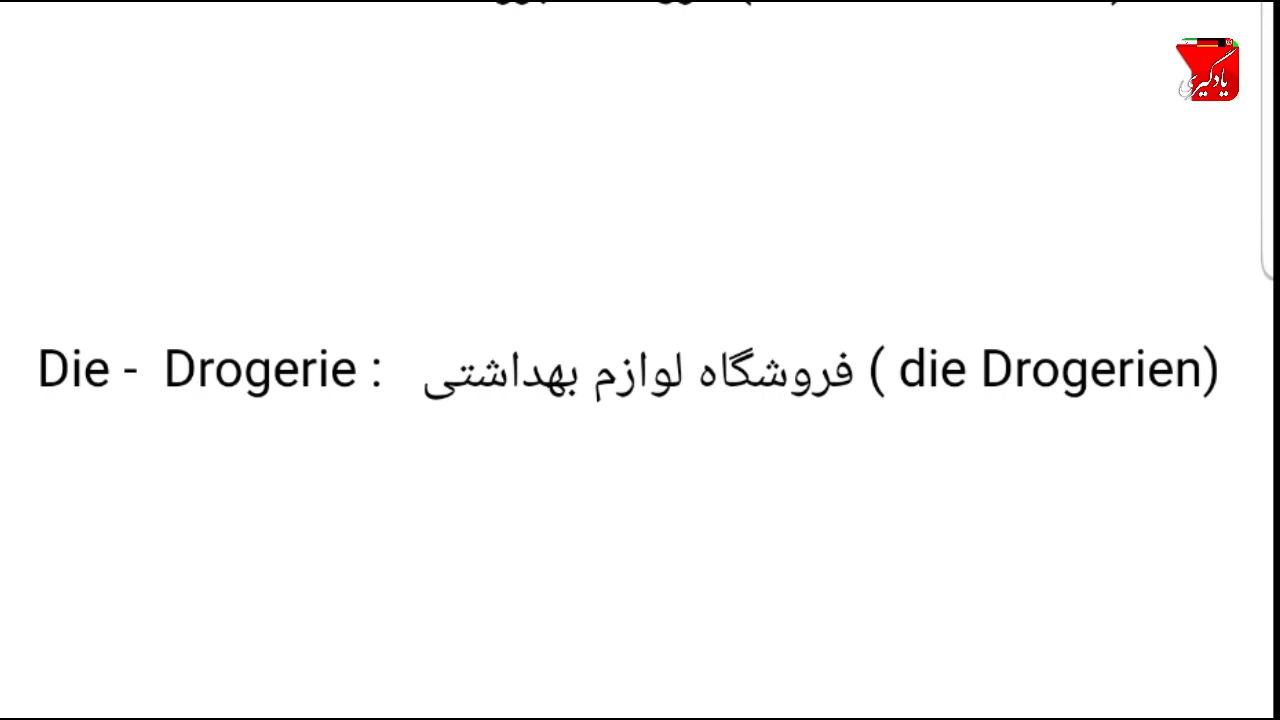 یادگیری
Die - Drogerie : فروشگاه لوازم بهداشتی ( die Drogerien)